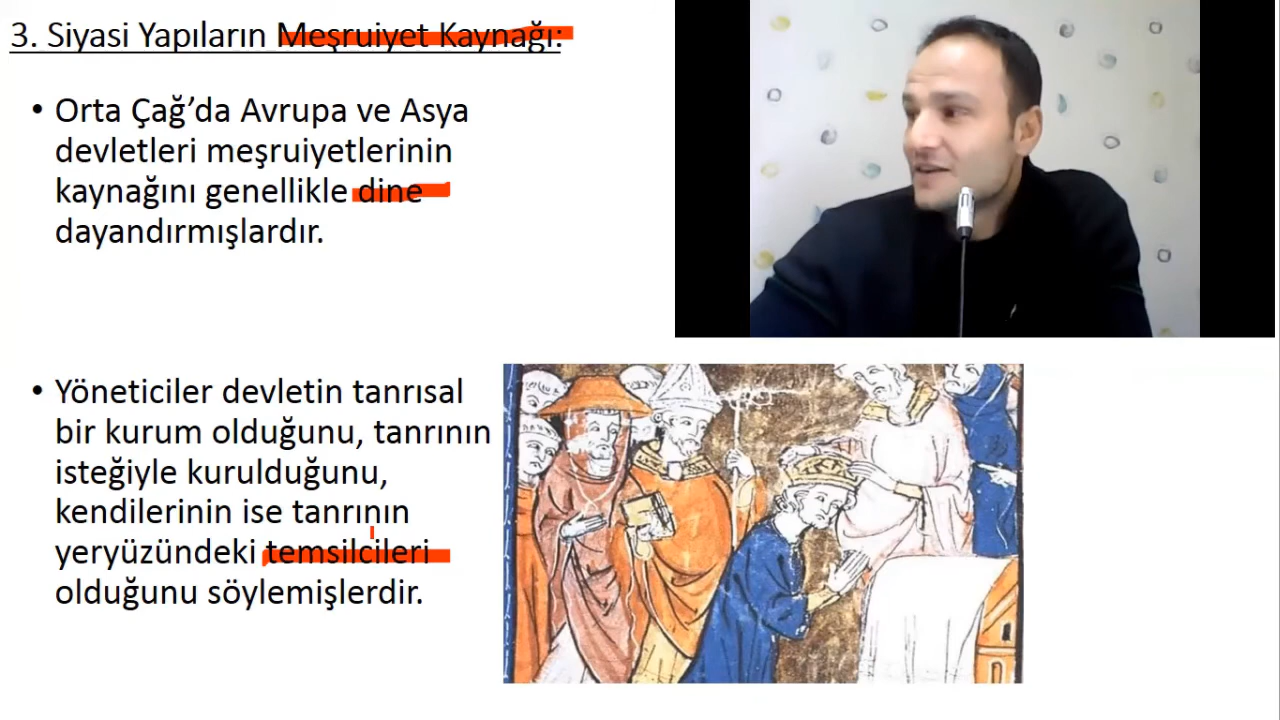 3. Siyasi Yapıların Meşruiyet Kaynağı:
• Orta Çağ’da Avrupa ve Asya
devletleri meşruiyetlerinin
kaynağını genellikle dine
dayandırmışlardır.
• Yöneticiler devletin tanrısal
bir kurum olduğunu, tanrının
isteğiyle kurulduğunu,
kendilerinin ise tanrının
yeryüzündeki temsilcileri
olduğunu söylemişlerdir.